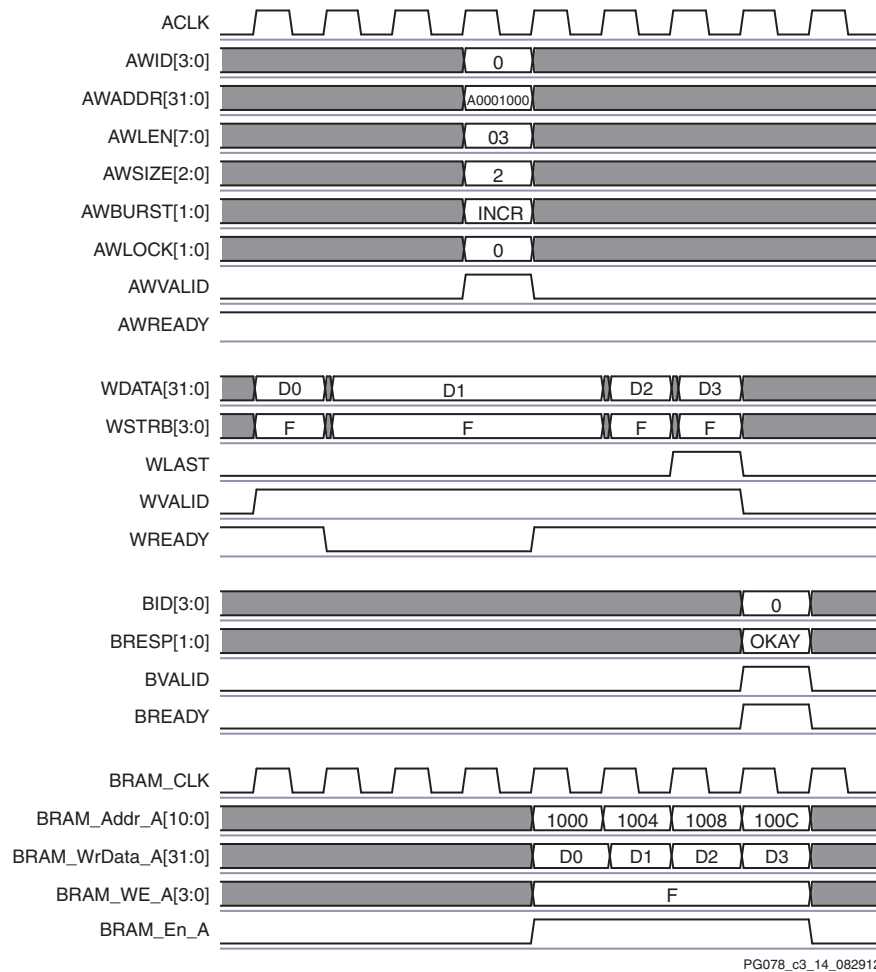 ACLK
AWID[3:0] 0
AWADDR[31:0] A0001000
AWLEN[7:0] 03
AWSIZE[2:0] 2
AWBURST[1:0] INCR
AWLOCK[1:0] 0
AWVALID
AWREADY
WDATA[31:0] D0 D1 D2 D3
WSTRB[3:0] F F F F
WLAST
WVALID
WREADY
BID[3:0] 0
BRESP[1:0] OKAY
BVALID
BREADY
BRAM_CLK
BRAM_Addr_A[10:0] 1000 1004 1008 100C
BRAM_WrData_A[31:0] D0 D1 D2 D3
BRAM_WE_A[3:0] F
BRAM_En_A
PG078_c3_14_082912